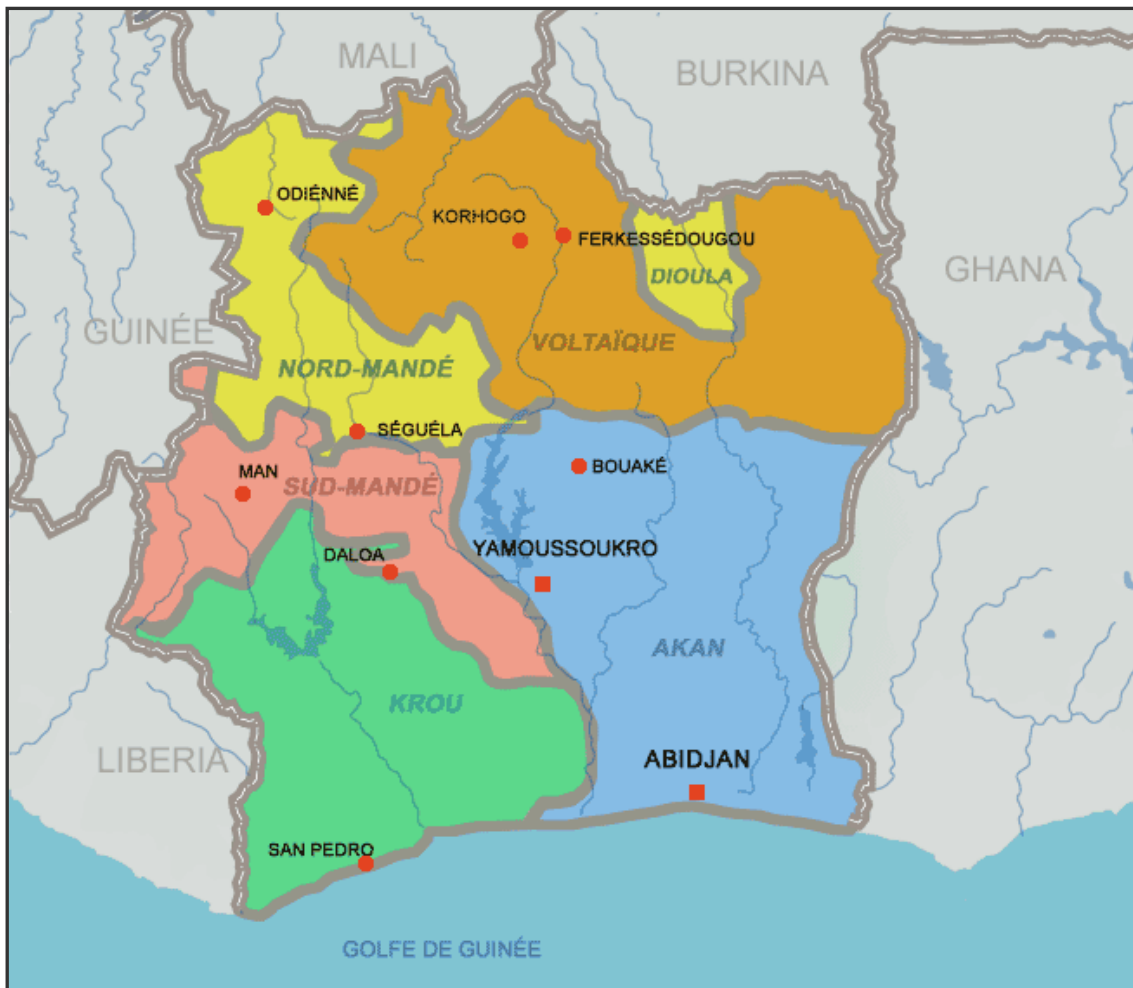 MALI
BURKINA
ODIÉNNÉ
KORHOGO
FERKESSÉDOUGOU
DIOULA
GHANA
GUINÉE
VOLTAÏQUE
NORD-MANDÉ
SÉGUÉLA
MAN
BOUAKÉ
SUD-MANDÉ
YAMOUSSOUKRO
DALOA
AKAN
KROU
LIBERIA
ABIDJAN
SAN PEDRO
GOLFE DE GUINÉE